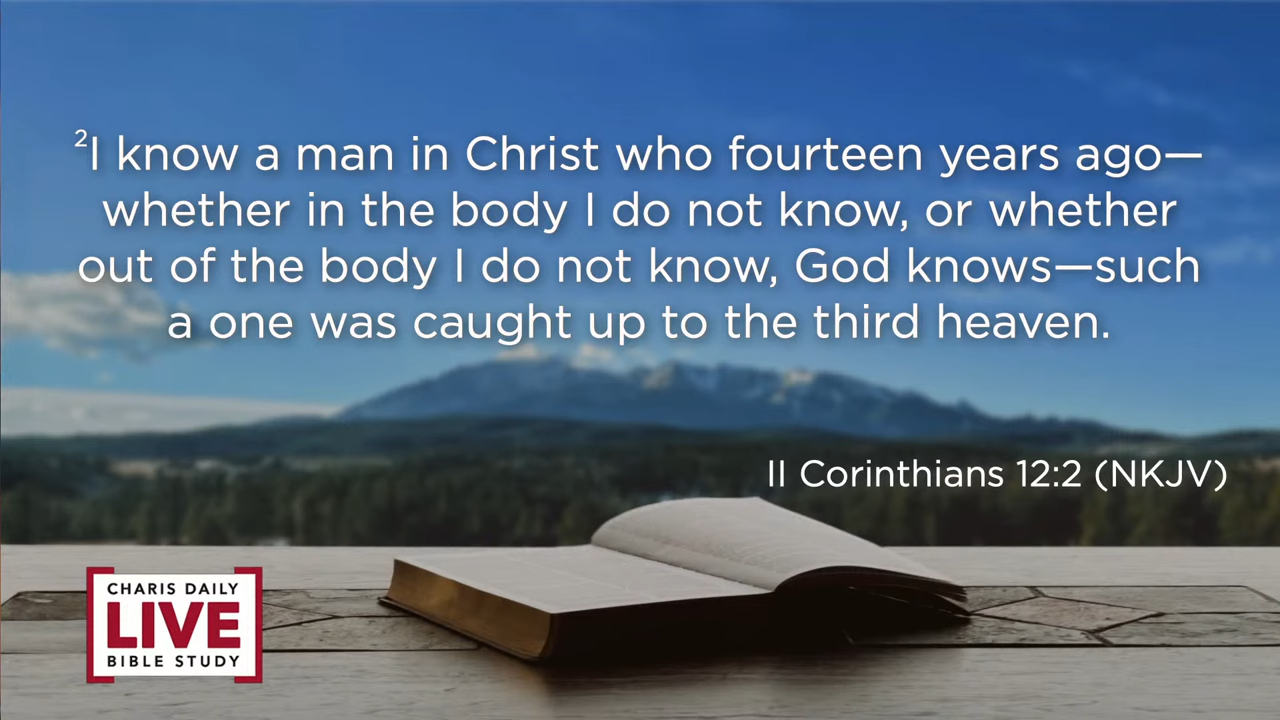 ²I know a man in Christ who fourteen years ago—
whether in the body I do not know, or whether
out of the body I do not know, God knows—such
a one was caught up to the third heaven.
II Corinthians 12:2 (NKJV)
CHARIS DAILY
LIVE
BIBLE STUDY